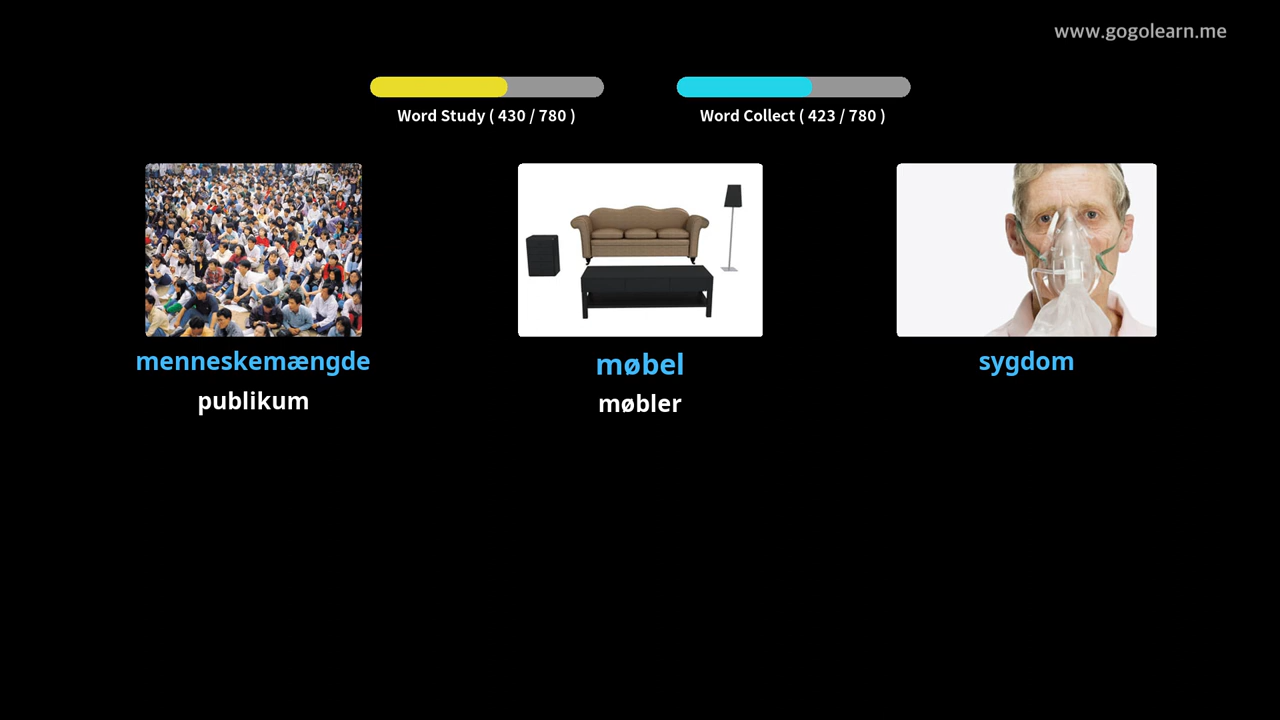 www.gogolearn.me
Word Study ( 430 / 780 )
Word Collect ( 423 / 780 )
menneskemængde
publikum
møbel
møbler
sygdom